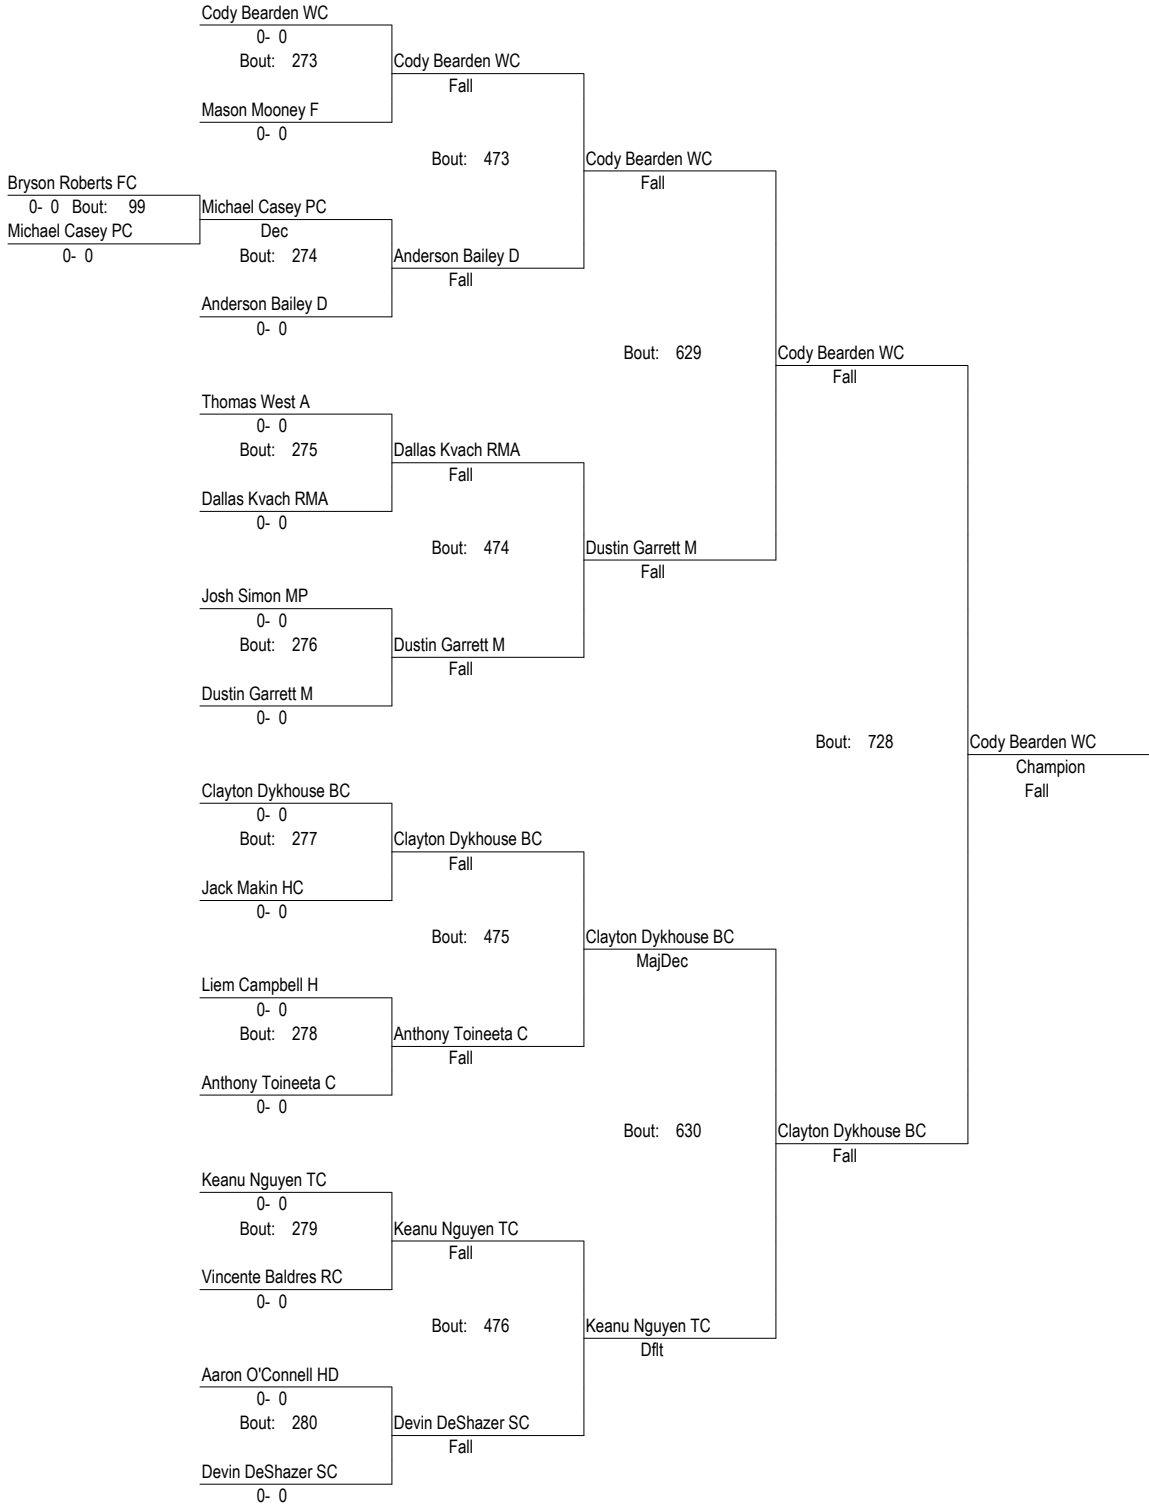 Cody Bearden WC
0- 0
Bout: 273
Cody Bearden WC
Fall
Mason Mooney F
0- 0
Bout: 473
Cody Bearden WC
Fall
Bryson Roberts FC
0- 0 Bout: 99
Michael Casey PC
Michael Casey PC
0- 0
Dec
Bout: 274
Anderson Bailey D
Fall
Anderson Bailey D
0- 0
Bout: 629
Cody Bearden WC
Fall
Thomas West A
0- 0
Bout: 275
Dallas Kvach RMA
Fall
Dallas Kvach RMA
0- 0
Bout: 474
Dustin Garrett M
Fall
Josh Simon MP
0- 0
Bout: 276
Dustin Garrett M
Fall
Dustin Garrett M
0- 0
Bout: 728
Cody Bearden WC
Champion
Fall
Clayton Dykhouse BC
0- 0
Bout: 277
Clayton Dykhouse BC
Fall
Jack Makin HC
0- 0
Bout: 475
Clayton Dykhouse BC
MajDec
Liem Campbell H
0- 0
Bout: 278
Anthony Toineeta C
Fall
Anthony Toineeta C
0- 0
Bout: 630
Clayton Dykhouse BC
Fall
Keanu Nguyen TC
0- 0
Bout: 279
Keanu Nguyen TC
Fall
Vincente Baldres RC
0- 0
Bout: 476
Keanu Nguyen TC
Dflt
Aaron O'Connell HD
0- 0
Bout: 280
Devin DeShazer SC
Fall
Devin DeShazer SC
0- 0